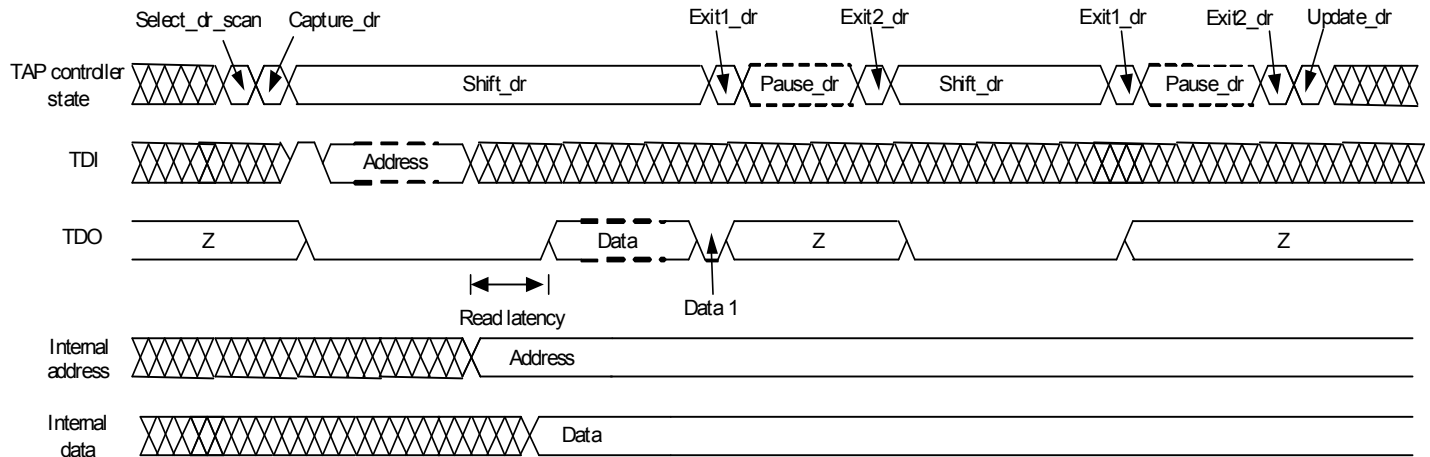 Select_dr_scan Capture_dr Exit1_dr Exit2_dr Exit1_dr Exit2_dr Update_dr
TAP controller
state
Shift_dr Pause_dr Shift_dr Pause_dr
TDI Address
TDO Z Data Z Z
Data 1
Read latency
Internal
address
Address
Internal
data
Data